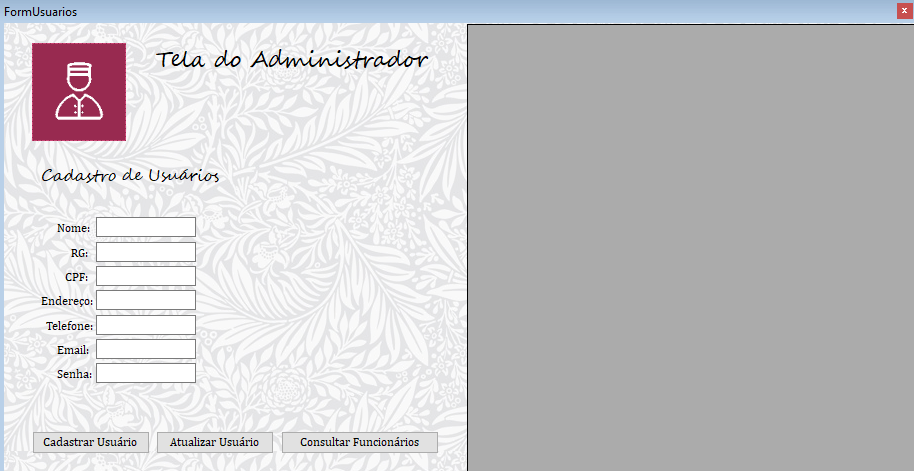 FormUsuarios
x
Tela do Administrador
Cadastro de Usuários
Nome:
RG:
CPF:
Endereço:
Telefone:
Email:
Senha:
Cadastrar Usuário Atualizar Usuário Consultar Funcionários